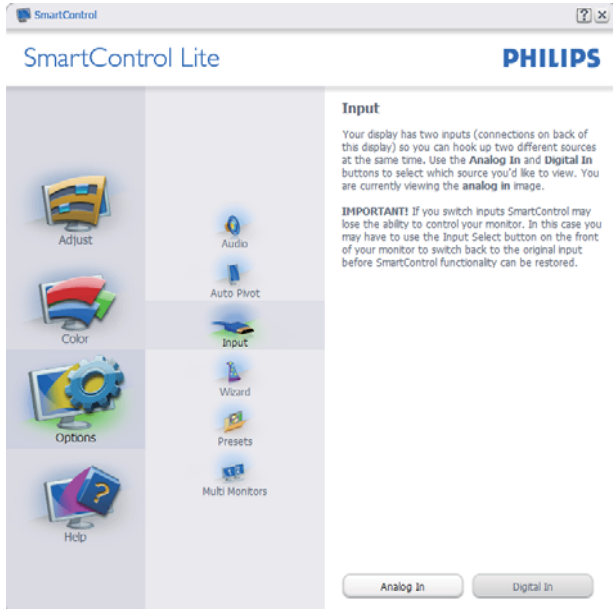 SmartControl
SmartControl Lite
PHILIPS
Adjust
Color
Options
Help
Audio
Auto Pivot
Input
Wizard
Presets
Multi Monitors
Input
Your display has two inputs (connections on back of
this display) so you can hook up two different sources
at the same time. Use the Analog In and Digital In
buttons to select which source you'd like to view. You
are currently viewing the analog in image.
IMPORTANT! If you switch inputs SmartControl may
lose the ability to control your monitor. In this case you
may have to use the Input Select button on the front
of your monitor to switch back to the original input
before SmartControl functionality can be restored.
Analog In
Digital In